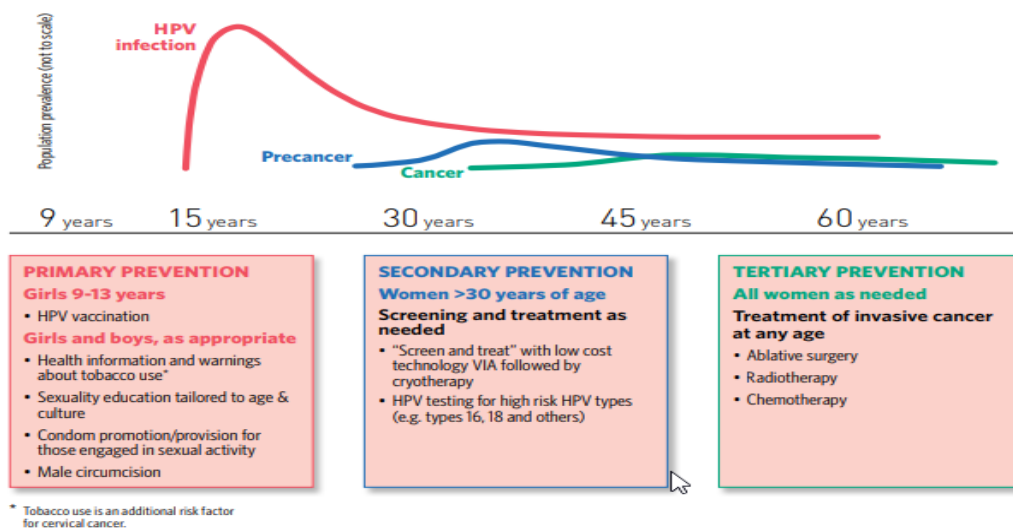 Population prevalence (not to scale)
HPV
infection
Precancer
Cancer
9 years 15 years 30 years 45 years 60 years
PRIMARY PREVENTION
Girls 9-13 years
• HPV vaccination
Girls and boys, as appropriate
• Health information and warnings
about tobacco use*
• Sexuality education tailored to age &
culture
• Condom promotion/provision for
those engaged in sexual activity
• Male circumcision
SECONDARY PREVENTION
Women >30 years of age
Screening and treatment as
needed
• “Screen and treat” with low cost
technology VIA followed by
cryotherapy
• HPV testing for high risk HPV types
(e.g. types 16, 18 and others)
TERTIARY PREVENTION
All women as needed
Treatment of invasive cancer
at any age
• Ablative surgery
• Radiotherapy
• Chemotherapy
* Tobacco use is an additional risk factor
for cervical cancer.